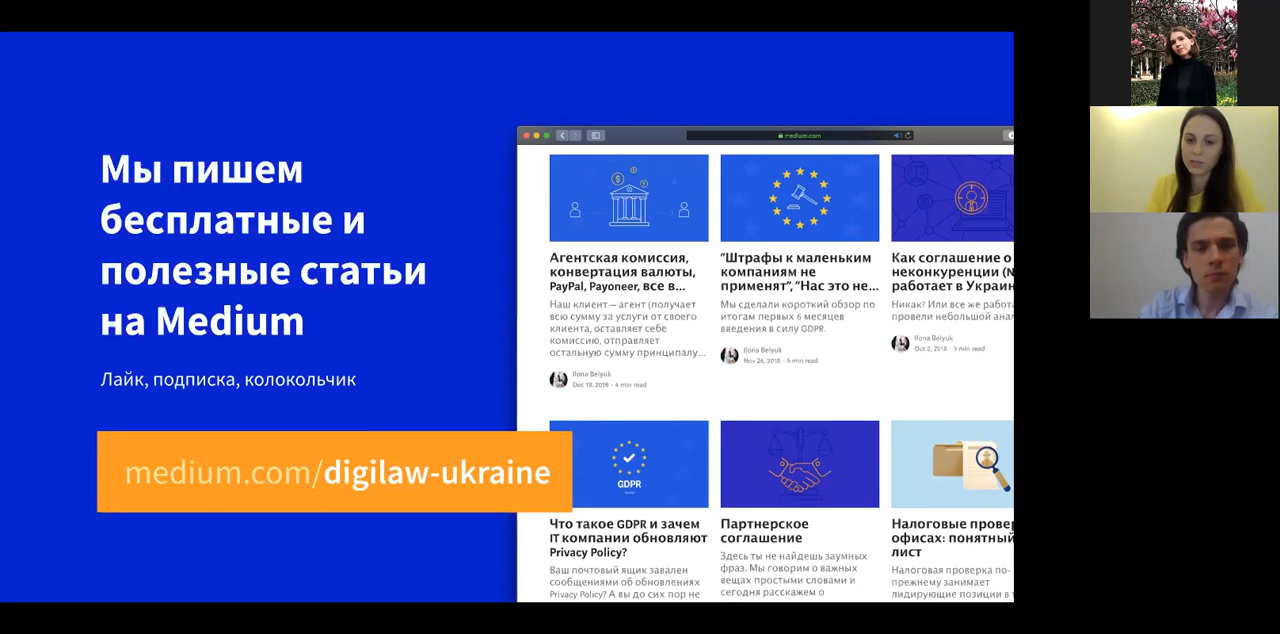 Мы пишем
бесплатные и
полезные статьи
на Medium
Лайк, подписка, колокольчик
medium.com/digilaw-ukraine
medium.com
Агентская комиссия,
конвертация валюты,
PayPal, Payoneer, все в...
Наш клиент — агент (получает
всю сумму за услуги от своего
клиента, оставляет себе
комиссию, отправляет
остальную сумму принципалу...
Ilona Belyuk
Dec 18, 2018 · 4 min read
"Штрафы к маленьким
компаниям не
применят", "Нас это не...
Мы сделали короткий обзор по
итогам первых 6 месяцев
введения в силу GDPR.
Ilona Belyuk
Nov 26, 2018 · 5 min read
Как соглашение о
неконкуренции (N
работает в Украин
Никак? Или все же работа
провели небольшой анал
Ilona Belyuk
Oct 2, 2018 · 5 min read
GDPR
Что такое GDPR и зачем
IT компании обновляют
Privacy Policy?
Ваш почтовый ящик завален
сообщениями об обновлениях
Privacy Policy? А вы до сих пор не
Партнерское
соглашение
Здесь ты не найдешь заумных
фраз. Мы говорим о важных
вещах простыми словами и
сегодня расскажем о
Налоговые провер
офисах: понятный
лист
Налоговая проверка по-
прежнему занимает
лидирующие позиции в т